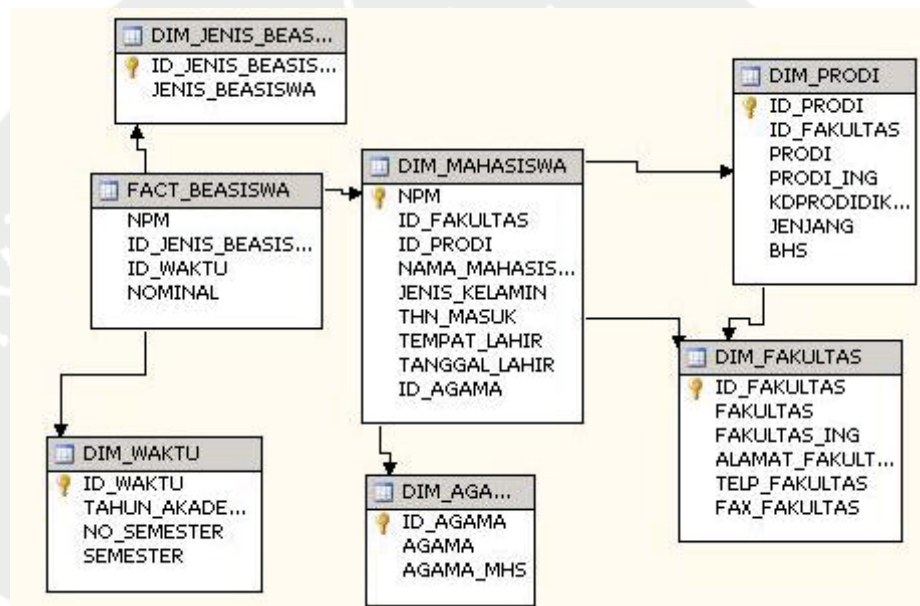 DIM_JENIS_BEAS...
ID_JENIS_BEASIS...
JENIS_BEASISWA
FACT_BEASISWA
NPM
ID_JENIS_BEASIS...
ID_WAKTU
NOMINAL
DIM_MAHASISWA
NPM
ID_FAKULTAS
ID_PRODI
NAMA_MAHASIS...
JENIS_KELAMIN
THN_MASUK
TEMPAT_LAHIR
TANGGAL_LAHIR
ID_AGAMA
DIM_PRODI
ID_PRODI
ID_FAKULTAS
PRODI
PRODI_ING
KDPRODIDIK...
JENJANG
BHS
DIM_FAKULTAS
ID_FAKULTAS
FAKULTAS
FAKULTAS_ING
ALAMAT_FAKULT...
TELP_FAKULTAS
FAX_FAKULTAS
DIM_WAKTU
ID_WAKTU
TAHUN_AKADE...
NO_SEMESTER
SEMESTER
DIM_AGA...
ID_AGAMA
AGAMA
AGAMA_MHS